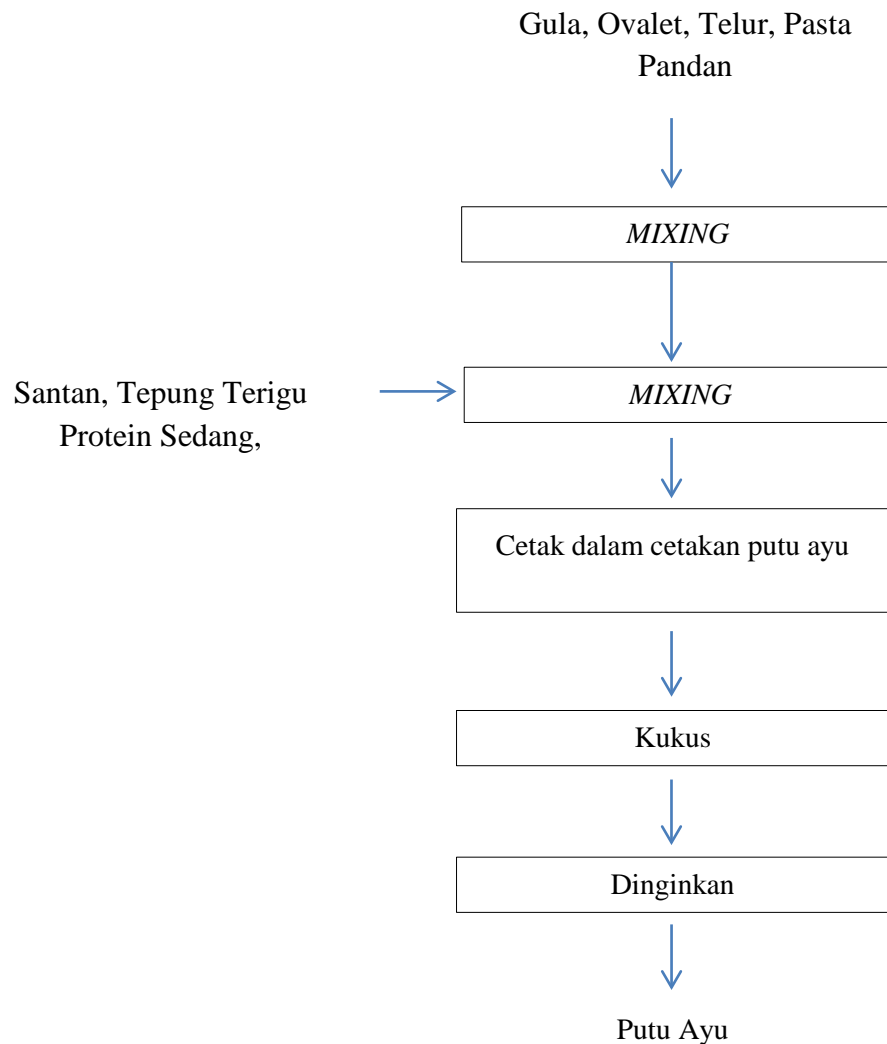 Gula, Ovalet, Telur, Pasta
Pandan
MIXING
Santan, Tepung Terigu
Protein Sedang,
MIXING
Cetak dalam cetakan putu ayu
Kukus
Dinginkan
Putu Ayu